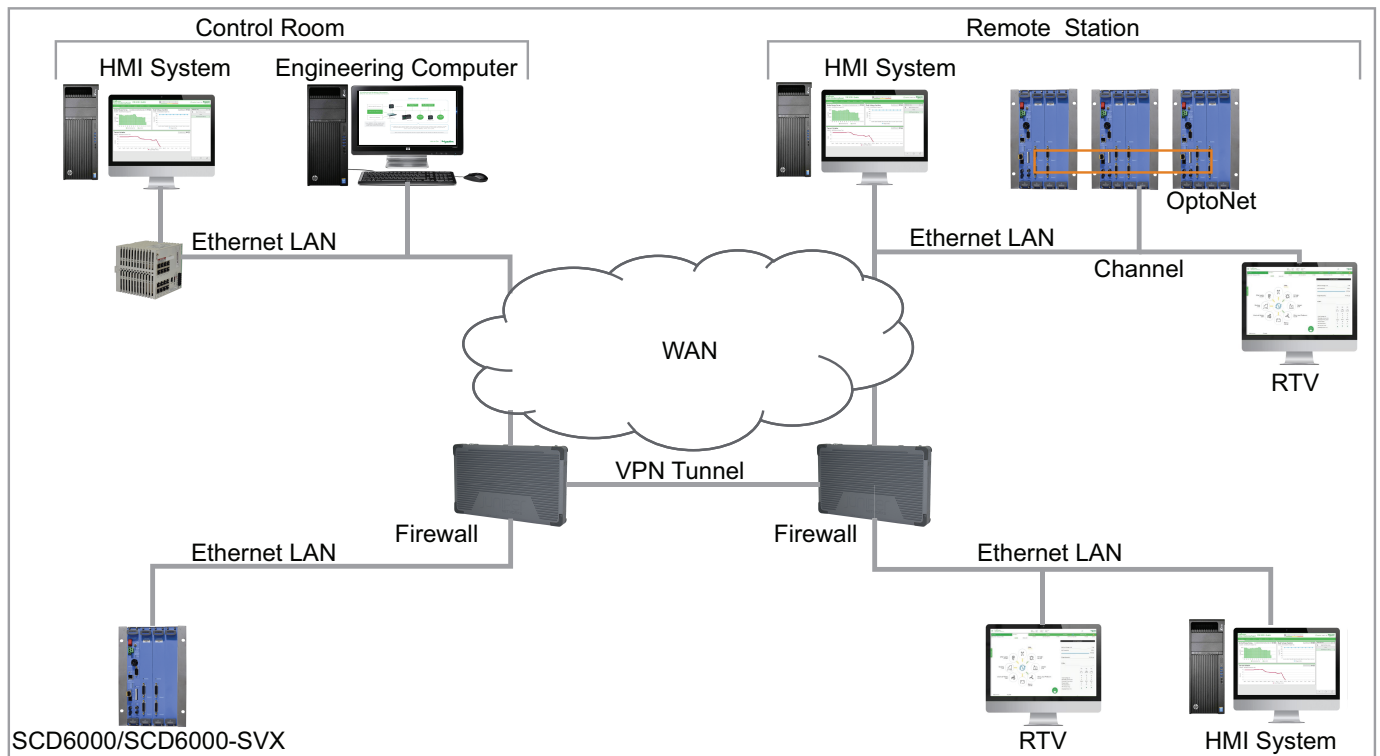 Control Room
Remote Station
HMI System
Engineering Computer
HMI System
OptoNet
Ethernet LAN
Ethernet LAN
Channel
WAN
RTV
VPN Tunnel
Firewall
Firewall
Ethernet LAN
Ethernet LAN
SCD6000/SCD6000-SVX
RTV
HMI System